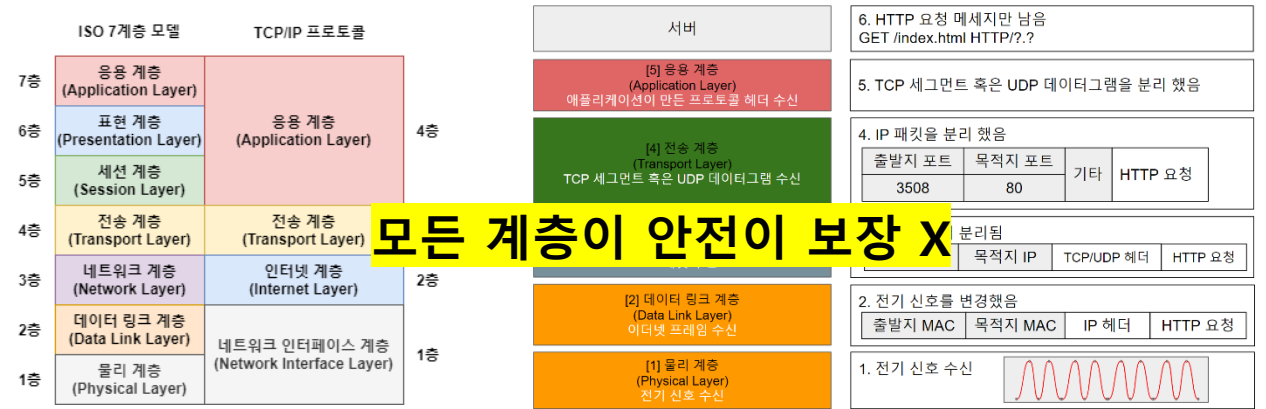 ISO 7계층 모델
TCP/IP 프로토콜
7층
응용 계층
(Application Layer)
6층
표현 계층
(Presentation Layer)
5층
세션 계층
(Session Layer)
응용 계층
(Application Layer)
4층
4층
전송 계층
(Transport Layer)
전송 계층
(Transport Layer)
3층
네트워크 계층
(Network Layer)
인터넷 계층
(Internet Layer)
2층
2층
데이터 링크 계층
(Data Link Layer)
1층
물리 계층
(Physical Layer)
네트워크 인터페이스 계층
(Network Interface Layer)
1층
모든 계층이 안전이 보장 X
서버
[5] 응용 계층
(Application Layer)
애플리케이션이 만든 프로토콜 헤더 수신
[4] 전송 계층
(Transport Layer)
TCP 세그먼트 혹은 UDP 데이터그램 수신
[2] 데이터 링크 계층
(Data Link Layer)
이더넷 프레임 수신
[1] 물리 계층
(Physical Layer)
전기 신호 수신
6. HTTP 요청 메세지만 남음
GET /index.html HTTP/?.?
5. TCP 세그먼트 혹은 UDP 데이터그램을 분리 했음
4. IP 패킷을 분리 했음
출발지 포트
목적지 포트
기타
HTTP 요청
3508
80
분리됨
목적지 IP
TCP/UDP 헤더
HTTP 요청
2. 전기 신호를 변경했음
출발지 MAC
목적지 MAC
IP 헤더
HTTP 요청
1. 전기 신호 수신